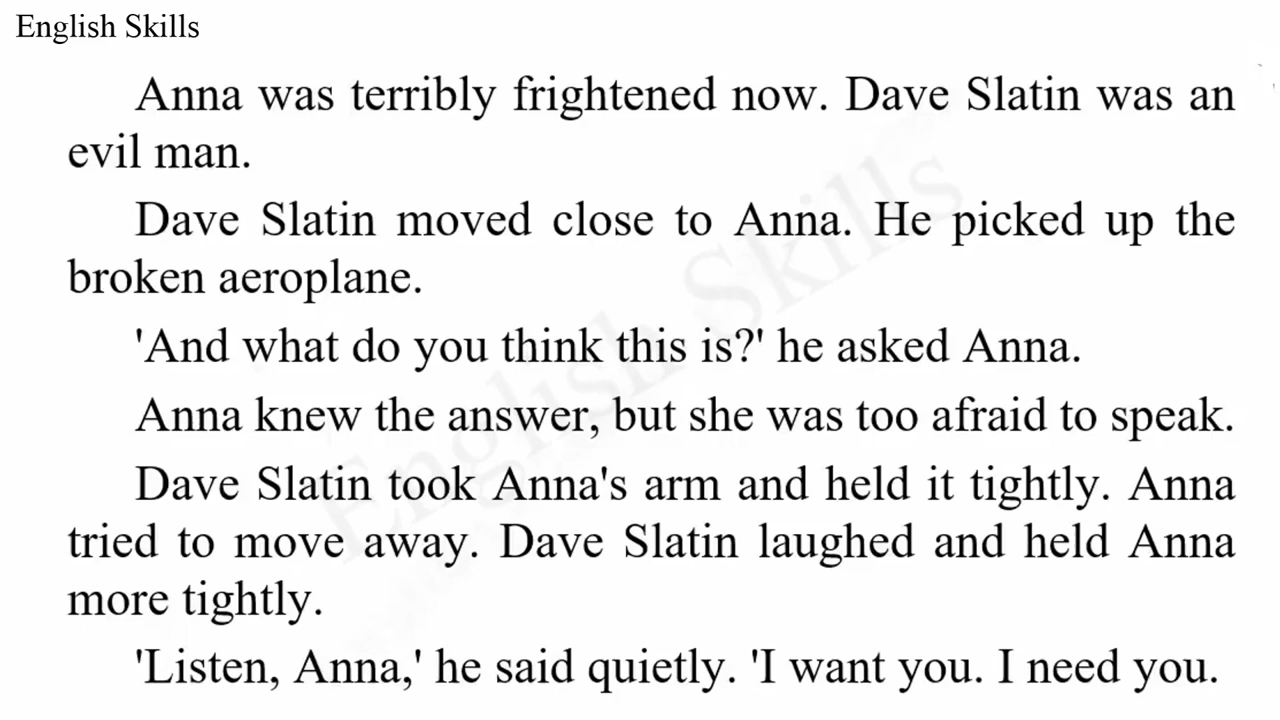 English Skills
Anna was terribly frightened now. Dave Slatin was an
evil man.
Dave Slatin moved close to Anna. He picked up the
broken aeroplane.
'And what do you think this is?' he asked Anna.
Anna knew the answer, but she was too afraid to speak.
Dave Slatin took Anna's arm and held it tightly. Anna
tried to move away. Dave Slatin laughed and held Anna
more tightly.
'Listen, Anna,' he said quietly. 'I want you. I need you.
English Skills